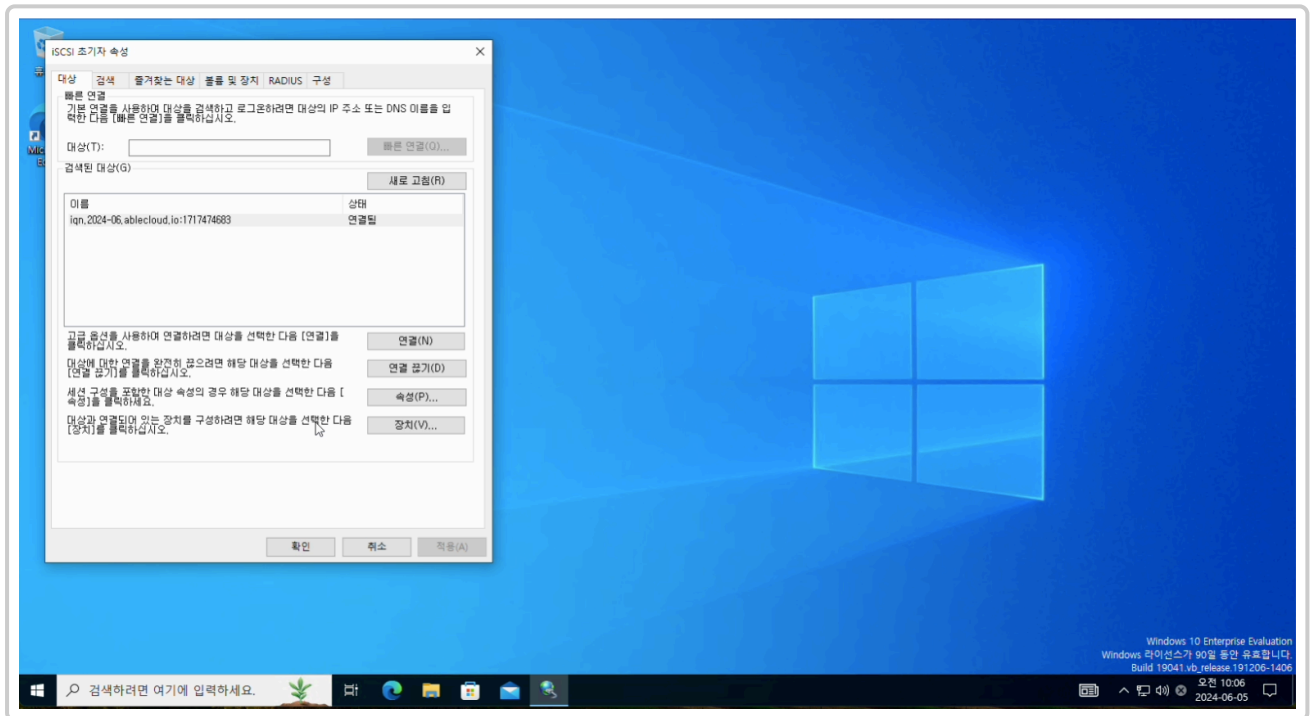 iSCSI 초기자 속성
대상 검색 즐겨찾는 대상 볼륨 및 장치 RADIUS 구성
빠른 연결
기본 연결을 사용하여 대상을 검색하고 로그온하려면 대상의 IP 주소 또는 DNS 이름을 입
력한 다음 [빠른 연결]을 클릭하십시오.
대상(T): 빠른 연결(Q)...
검색된 대상(G)
새로 고침(R)
이름 상태
iqn.2024-06.ablecloud.io:1717474683 연결됨
고급 옵션을 사용하여 연결하려면 대상을 선택한 다음 [연결]을
클릭하십시오.
연결(N)
대상에 대한 연결을 완전히 끊으려면 해당 대상을 선택한 다음
[연결 끊기]를 클릭하십시오.
연결 끊기(D)
세션 구성을 포함한 대상 속성의 경우 해당 대상을 선택한 다음 [
속성]을 클릭하세요.
속성(P)...
대상과 연결되어 있는 장치를 구성하려면 해당 대상을 선택한 다음
[장치]를 클릭하십시오.
장치(V)...
확인 취소 적용(A)
Windows 10 Enterprise Evaluation
Windows 라이선스가 90일 동안 유효합니다.
Build 19041.vb_release.191206-1406
검색하려면 여기에 입력하세요.
오전 10:06
2024-06-05